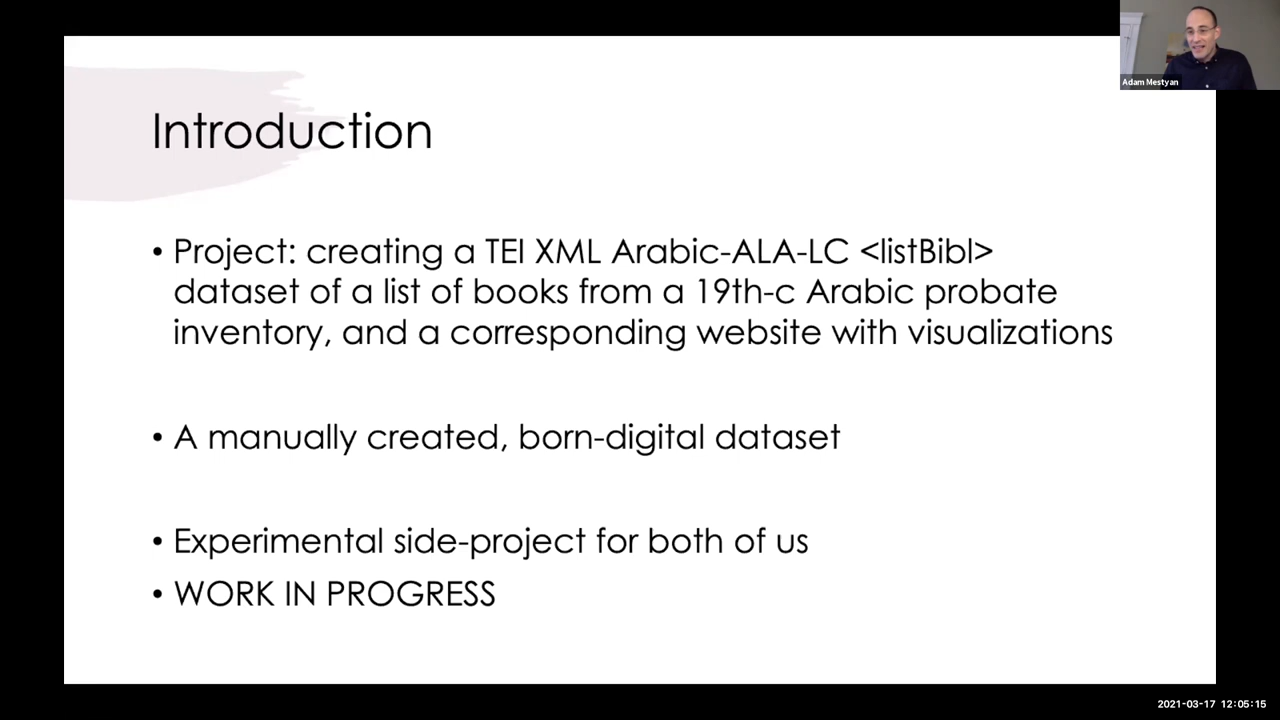 Adam Mestyan
Introduction
• Project: creating a TEI XML Arabic-ALA-LC <listBibl>
dataset of a list of books from a 19th-c Arabic probate
inventory, and a corresponding website with visualizations
• A manually created, born-digital dataset
• Experimental side-project for both of us
• WORK IN PROGRESS
2021-03-17 12:05:15